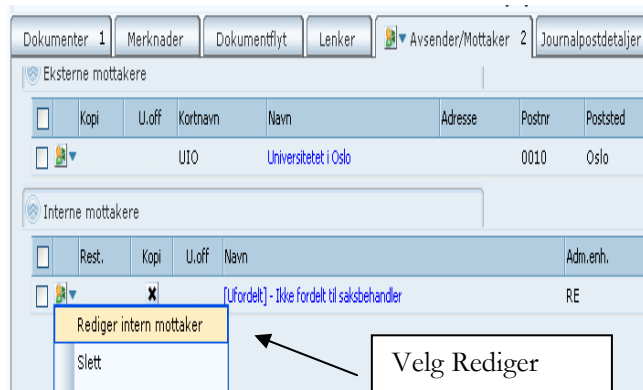 Dokumenter 1 Merknader Dokumentflyt Lenker Avsender/Mottaker 2 Journalpostdetaljer
Eksterne mottakere
Kopi U.off Kortnavn Navn Adresse Postnr Poststed
UIO Universitetet i Oslo 0010 Oslo
Interne mottakere
Rest. Kopi U.off Navn Adm.enh.
[Ufordelt] - Ikke fordelt til saksbehandler RE
Rediger intern mottaker
Slett
Velg Rediger